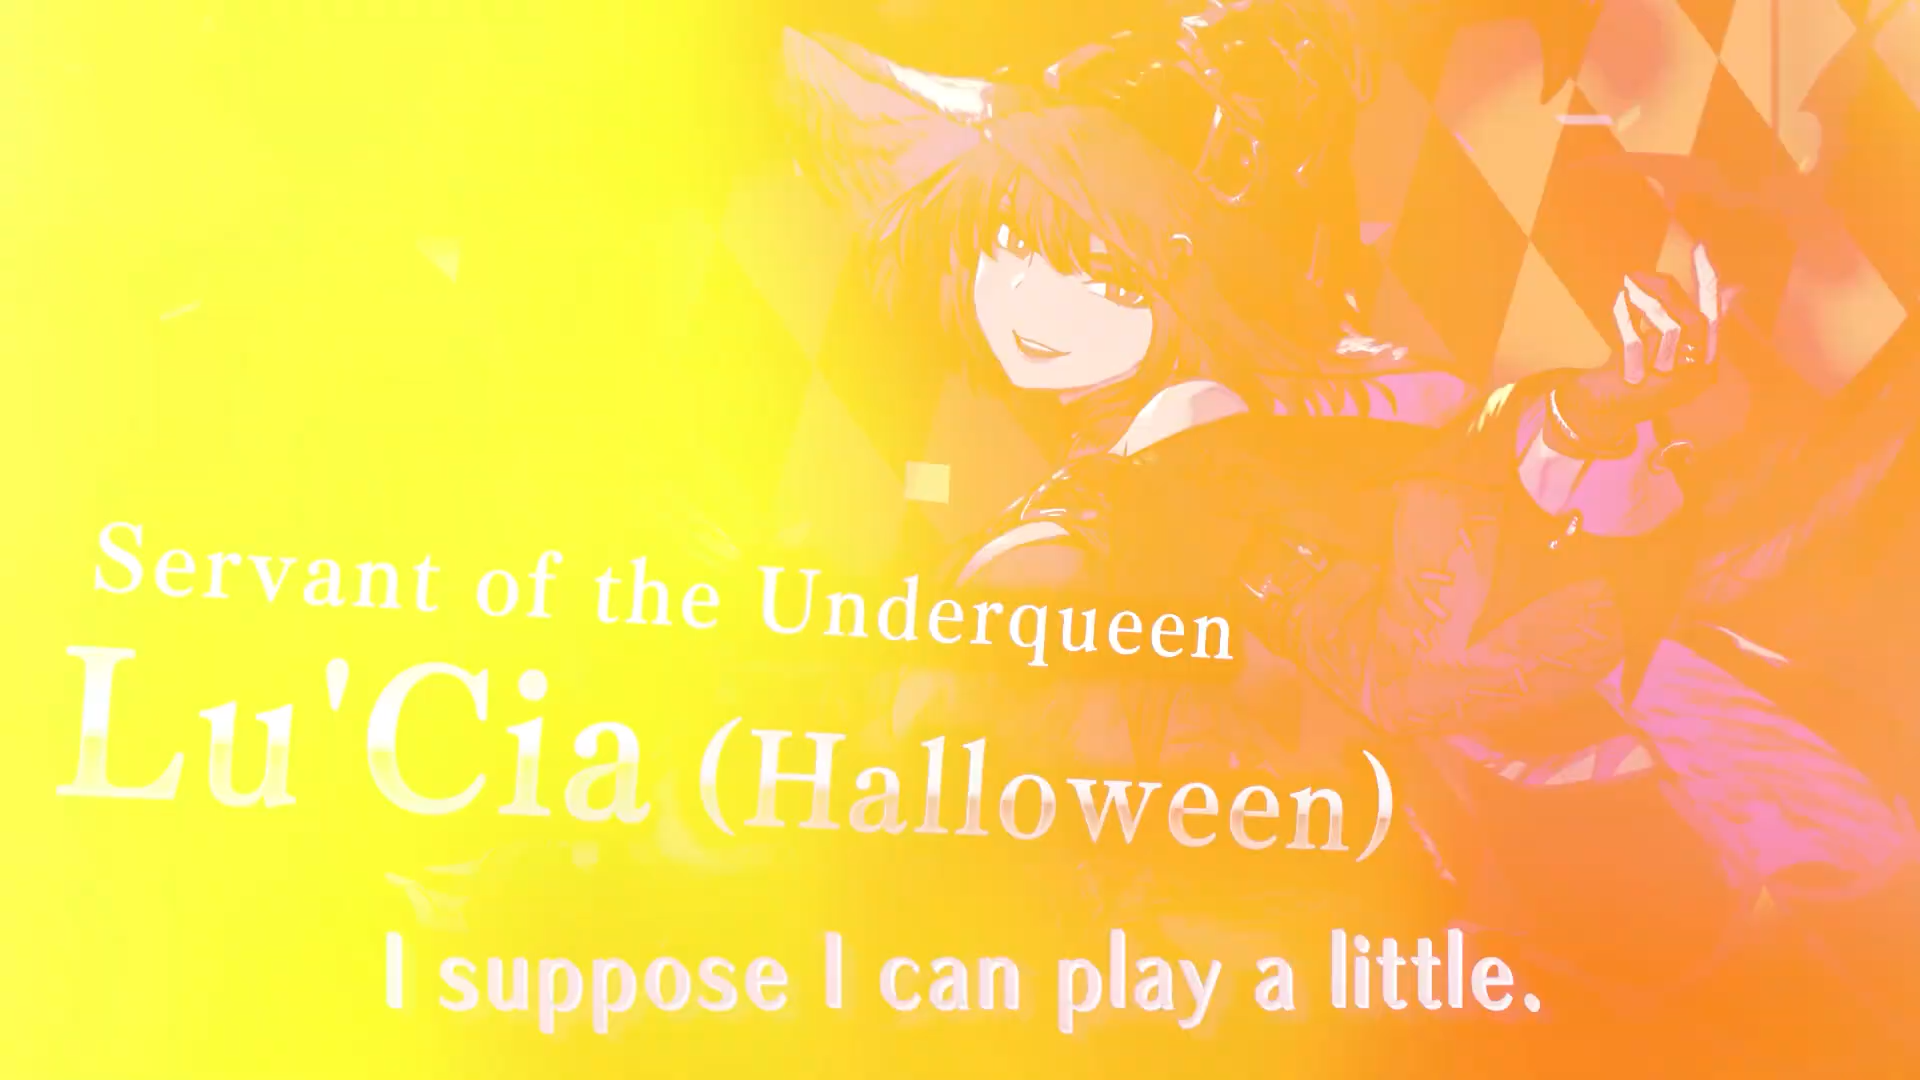 Servant of the Underqueen
Lu'Cia (Halloween)
I suppose I can play a little.